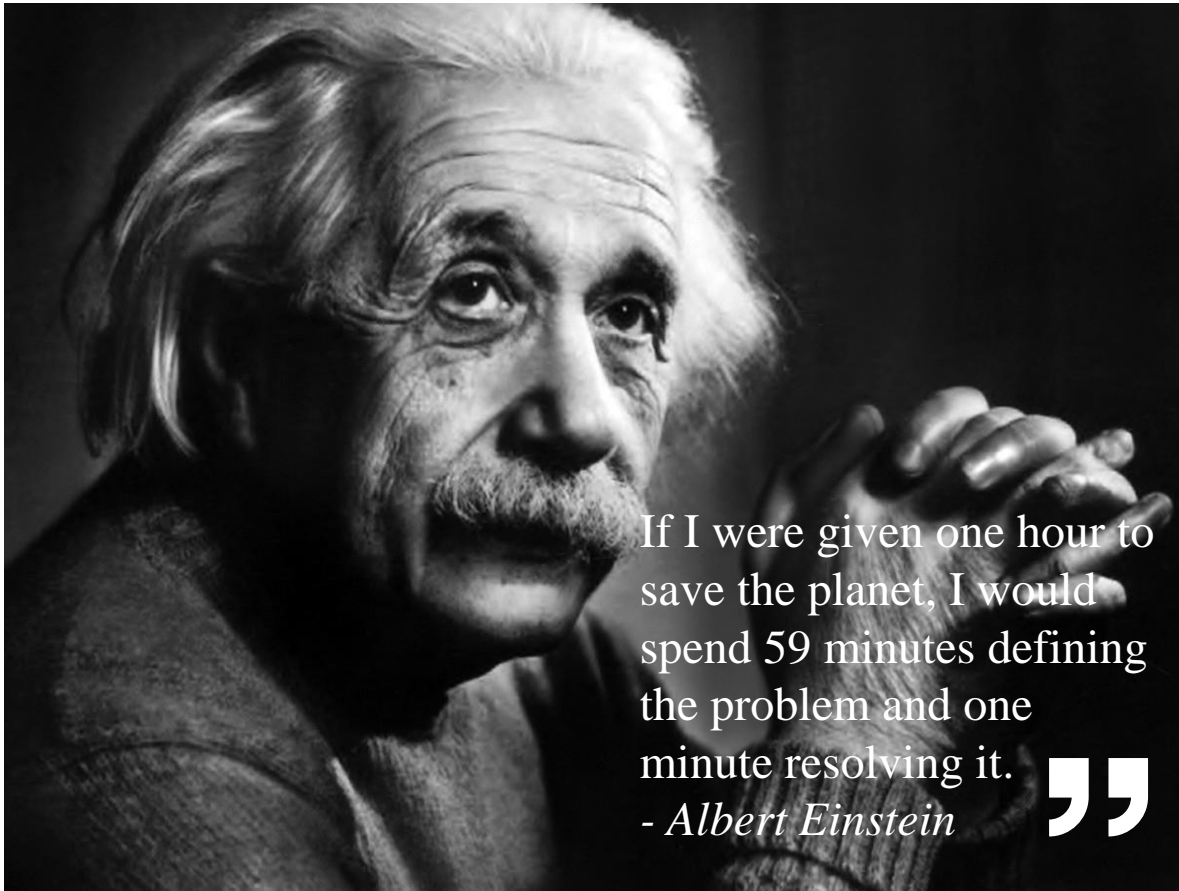 If I were given one hour to
save the planet, I would
spend 59 minutes defining
the problem and one
minute resolving it.
- Albert Einstein
”